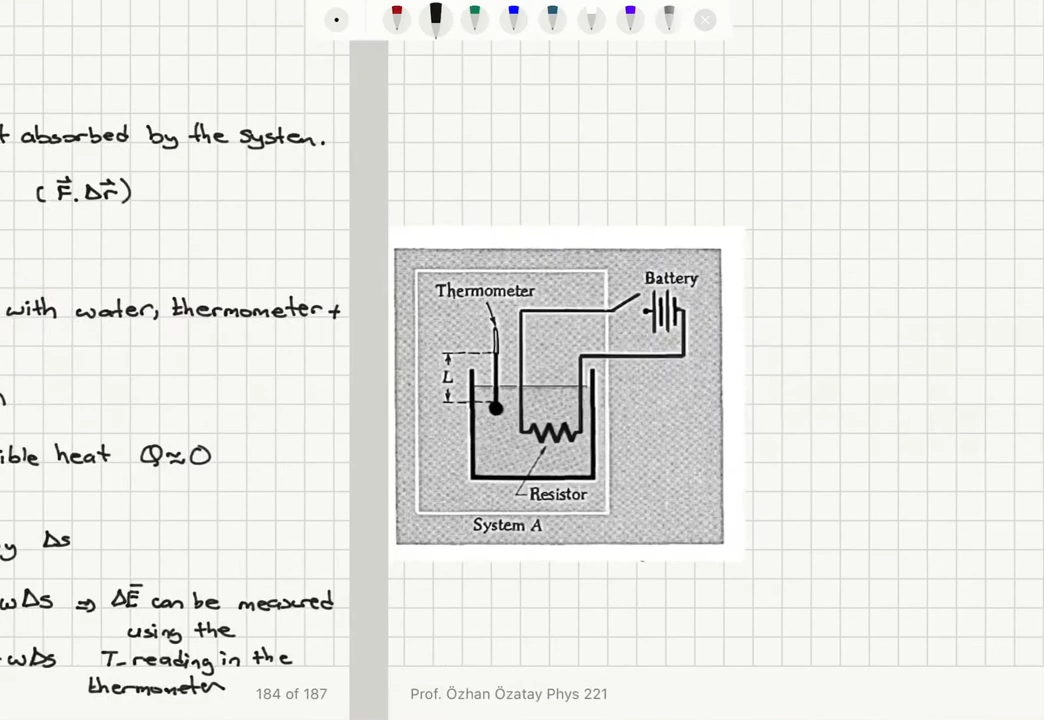 absorbed by the system.
( F⃗. Δr⃗ )
with water, thermometer +
heat Q≈0
Δs
wΔs ⇒ ΔĒ can be measured
using the
wΔs T-reading in the
thermometer
184 of 187
Thermometer
Battery
L
Resistor
System A
Prof. Özhan Özatay Phys 221